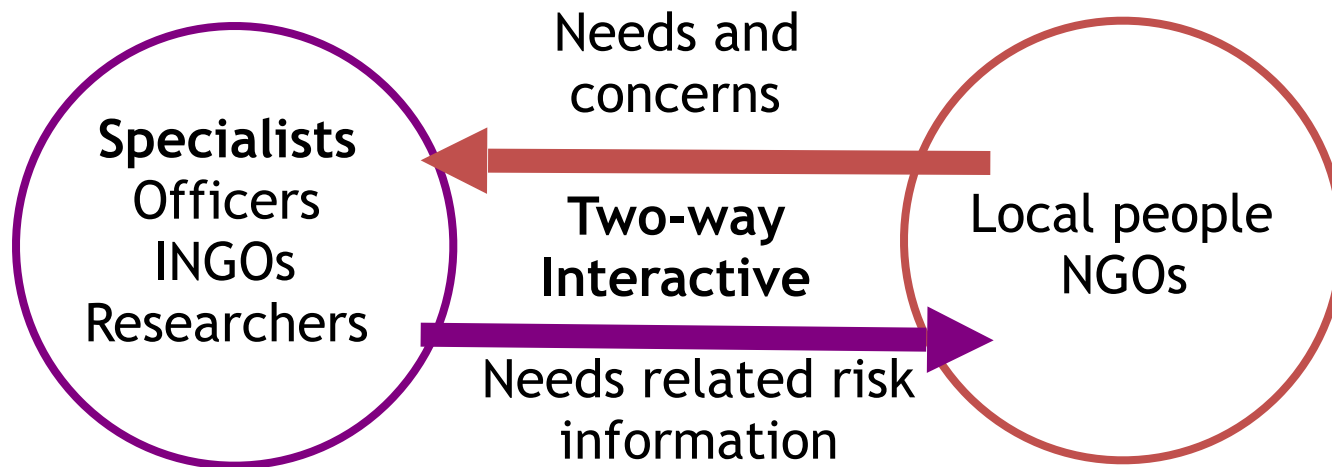 Specialists
Officers
INGOs
Researchers
Needs and
concerns
Two-way
Interactive
Needs related risk
information
Local people
NGOs